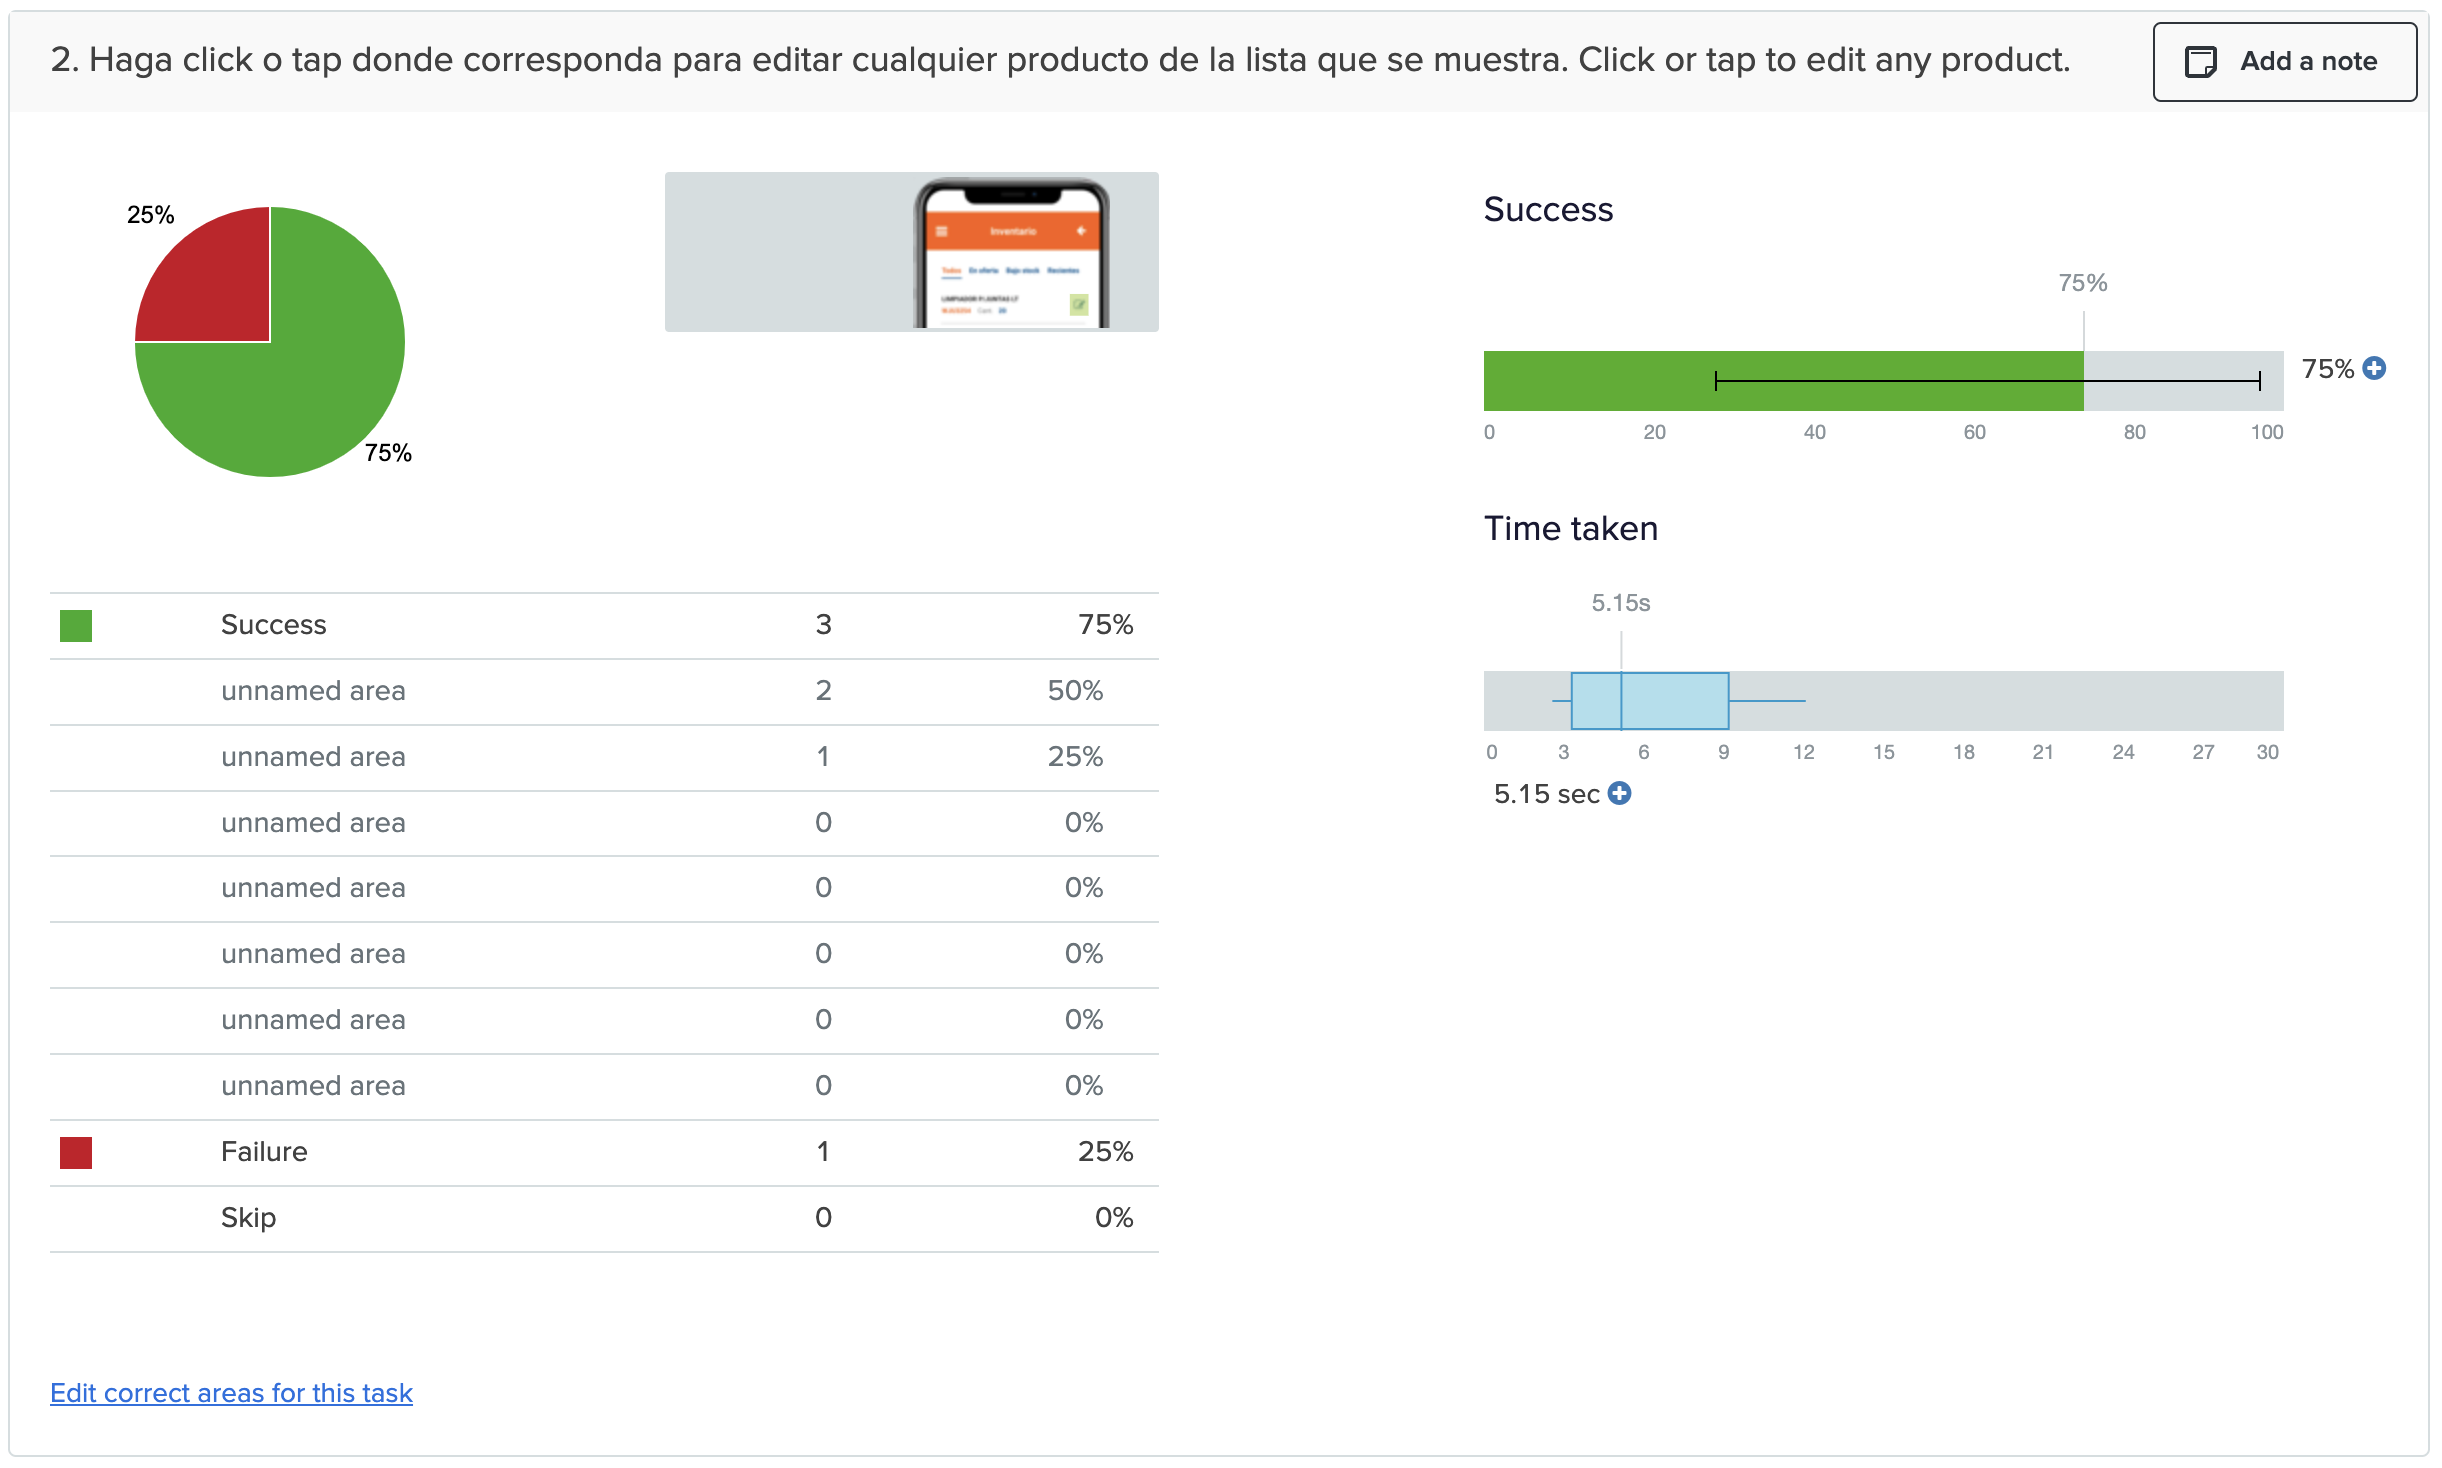 2. Haga click o tap donde corresponda para editar cualquier producto de la lista que se muestra. Click or tap to edit any product.
Add a note
25%
75%
Inventario
Todos En oferta Bajo stock Recientes
LIMPIADOR P/JUNTAS LT
Cant. 20
Success
75%
75%
0 20 40 60 80 100
Time taken
5.15s
0 3 6 9 12 15 18 21 24 27 30
5.15 sec
Success 3 75%
unnamed area 2 50%
unnamed area 1 25%
unnamed area 0 0%
unnamed area 0 0%
unnamed area 0 0%
unnamed area 0 0%
unnamed area 0 0%
Failure 1 25%
Skip 0 0%
Edit correct areas for this task